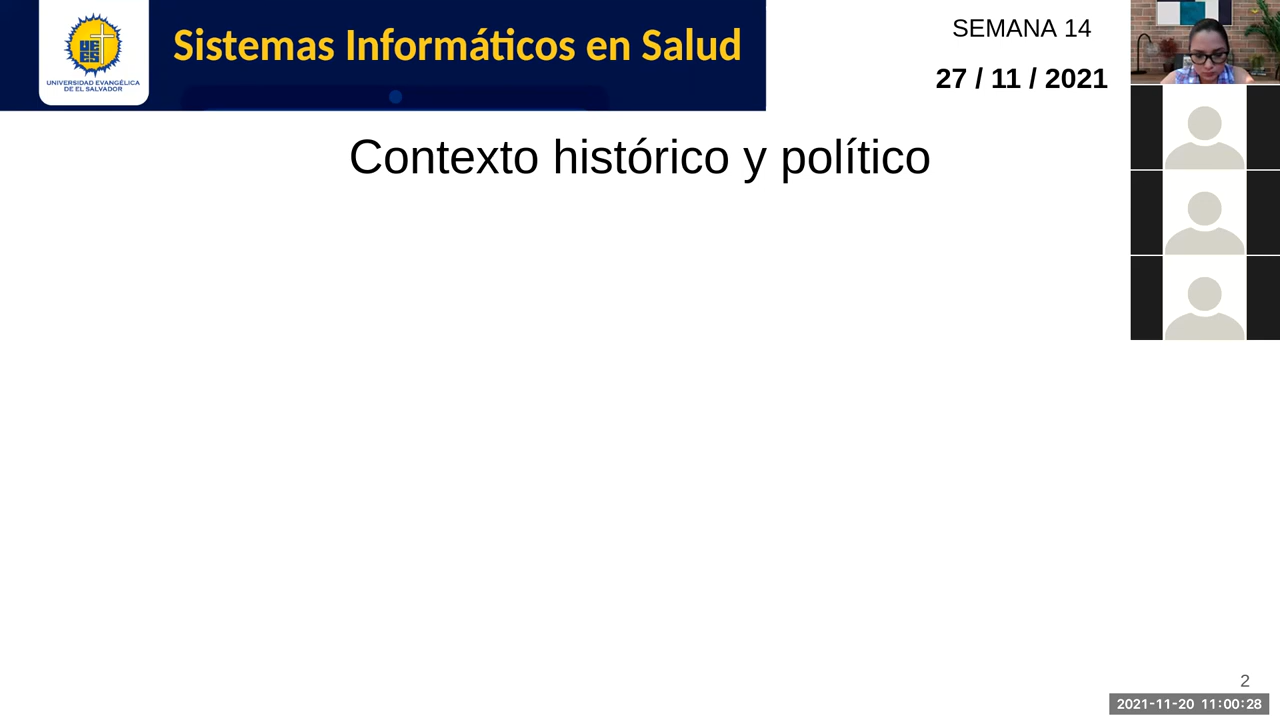 Sistemas Informáticos en Salud
UEES
UNIVERSIDAD EVANGÉLICA
DE EL SALVADOR
SEMANA 14
27 / 11 / 2021
Contexto histórico y político
2
2021-11-20 11:00:28